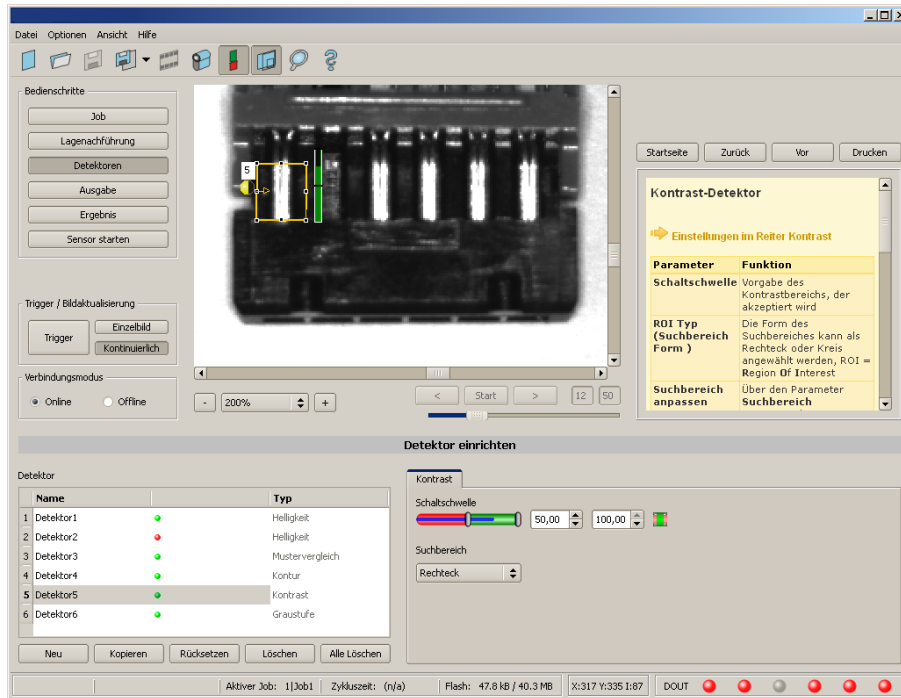 Datei Optionen Ansicht Hilfe
Bedienschritte
Job
Lagenachführung
Detektoren
Ausgabe
Ergebnis
Sensor starten
Trigger / Bildaktualisierung
Trigger
Einzelbild
Kontinuierlich
Verbindungsmodus
Online Offline
5
- 200% +
< Start > 12 50
Startseite Zurück Vor Drucken
Kontrast-Detektor
Einstellungen im Reiter Kontrast
Parameter Funktion
Schaltschwelle Vorgabe des
Kontrastbereichs, der
akzeptiert wird
ROI Typ Die Form des
(Suchbereich Suchbereiches kann als
Form ) Rechteck oder Kreis
angewählt werden, ROI =
Region Of Interest
Suchbereich Über den Parameter
anpassen Suchbereich
Detektor einrichten
Detektor
Name Typ
1 Detektor1 Helligkeit
2 Detektor2 Helligkeit
3 Detektor3 Mustervergleich
4 Detektor4 Kontur
5 Detektor5 Kontrast
6 Detektor6 Graustufe
Neu Kopieren Rücksetzen Löschen Alle Löschen
Kontrast
Schaltschwelle
50,00 100,00
Suchbereich
Rechteck
Aktiver Job: 1|Job1 Zykluszeit: (n/a) Flash: 47.8 kB / 40.3 MB X:317 Y:335 I:87 DOUT